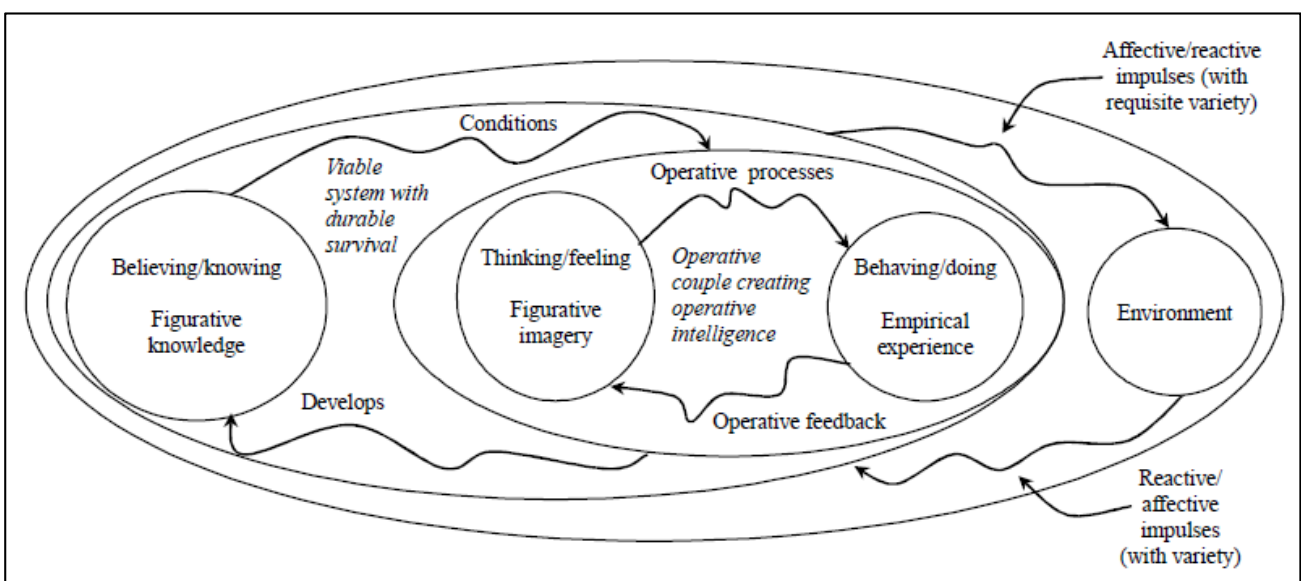 Affective/reactive
impulses (with
requisite variety)
Conditions
Viable
system with
durable
survival
Operative processes
Believing/knowing
Figurative
knowledge
Thinking/feeling
Figurative
imagery
Operative
couple creating
operative
intelligence
Behaving/doing
Empirical
experience
Environment
Develops
Operative feedback
Reactive/
affective
impulses
(with variety)